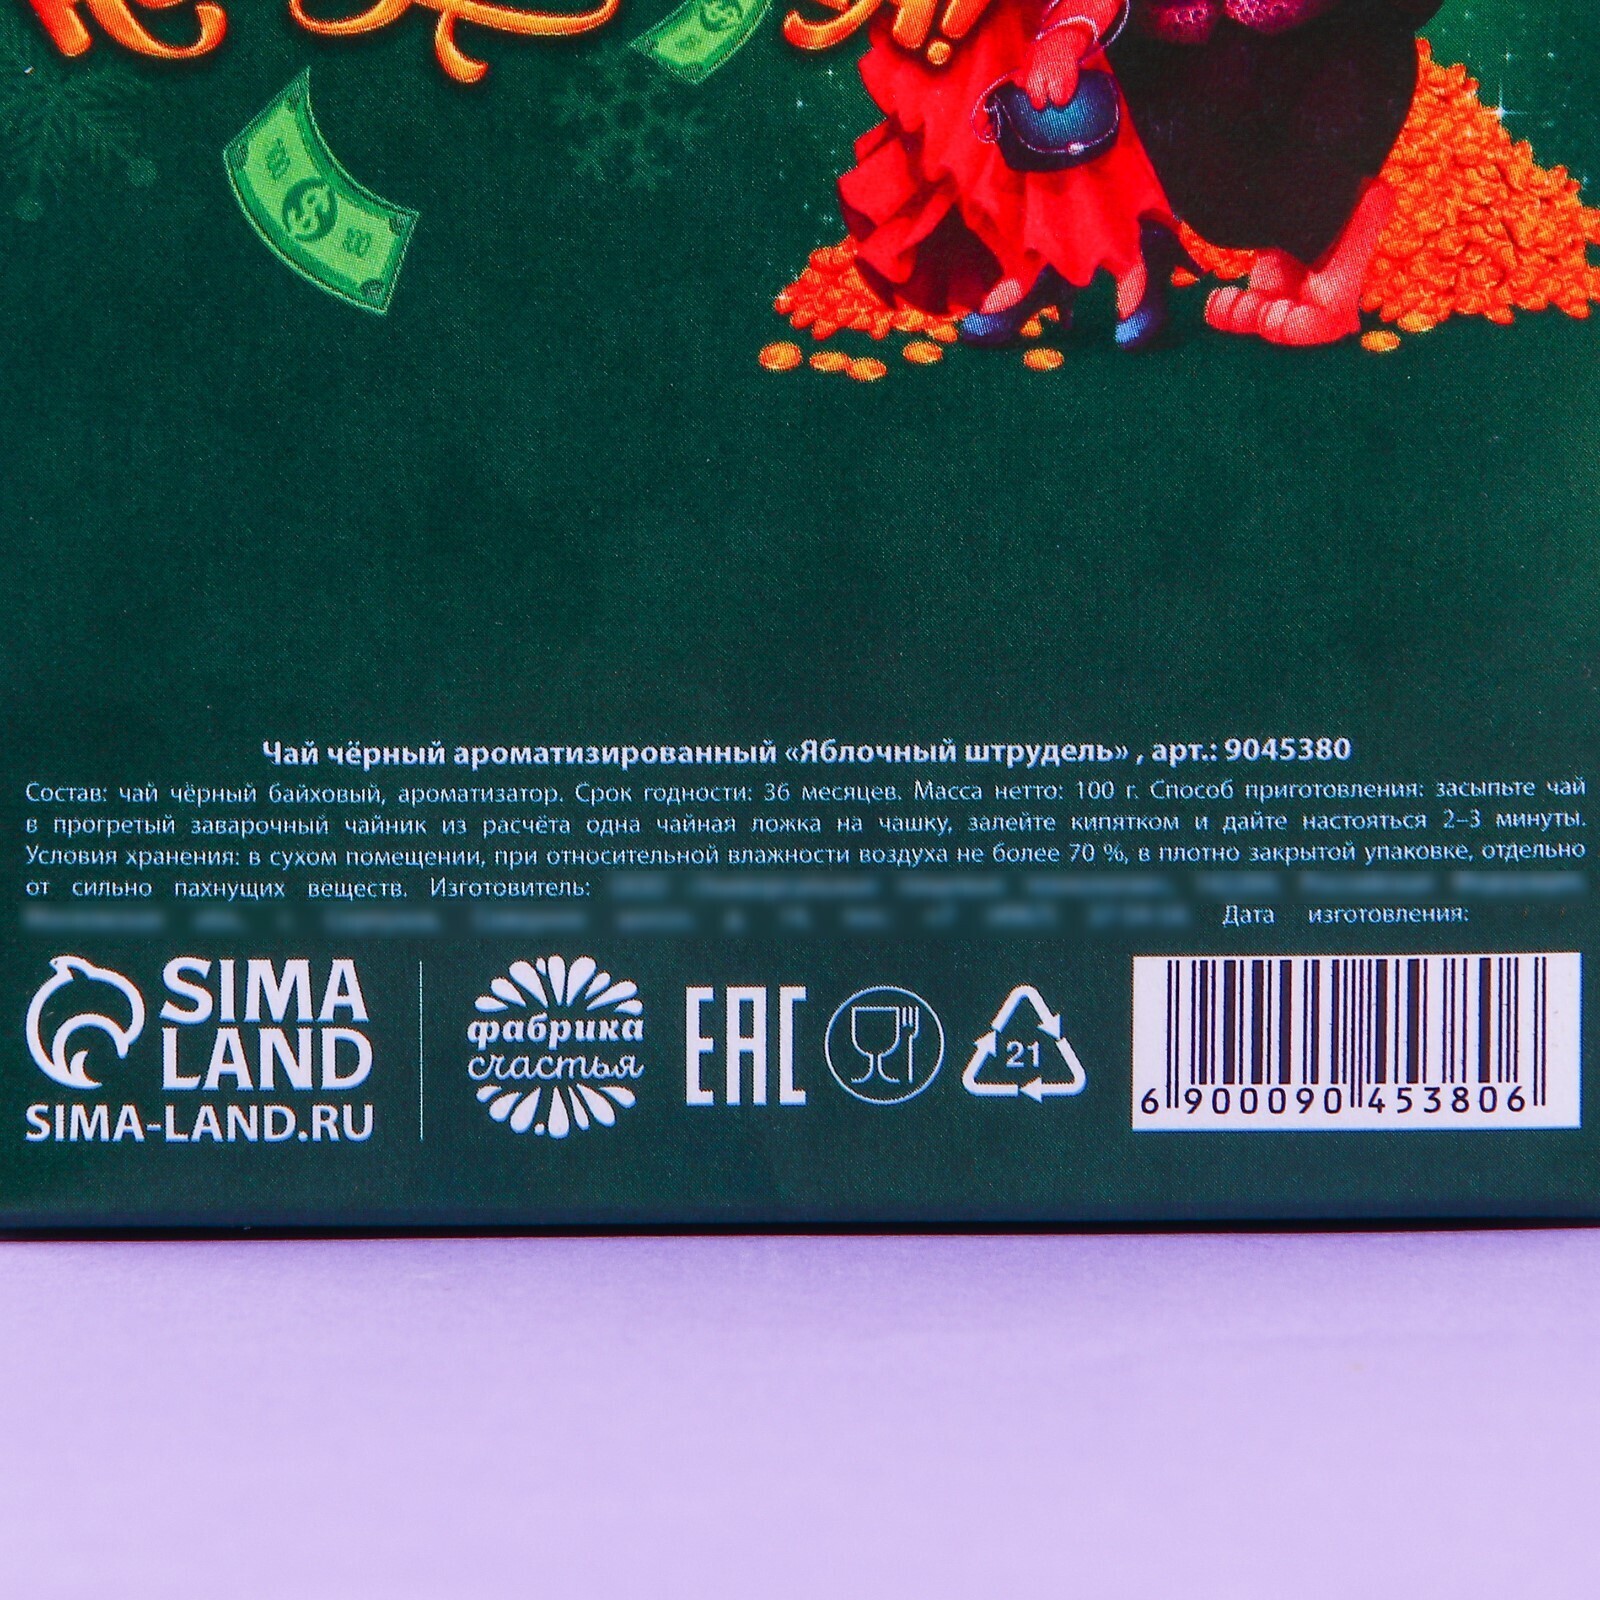 100 $ 100
Чай чёрный ароматизированный «Яблочный штрудель» , арт.: 9045380
Состав: чай чёрный байховый, ароматизатор. Срок годности: 36 месяцев. Масса нетто: 100 г. Способ приготовления: засыпьте чай
в прогретый заварочный чайник из расчёта одна чайная ложка на чашку, залейте кипятком и дайте настояться 2–3 минуты.
Условия хранения: в сухом помещении, при относительной влажности воздуха не более 70 %, в плотно закрытой упаковке, отдельно
от сильно пахнущих веществ. Изготовитель:
Дата изготовления:
SIMA
LAND
SIMA-LAND.RU
фабрика
счастья
EAC
21
6 900090 453806